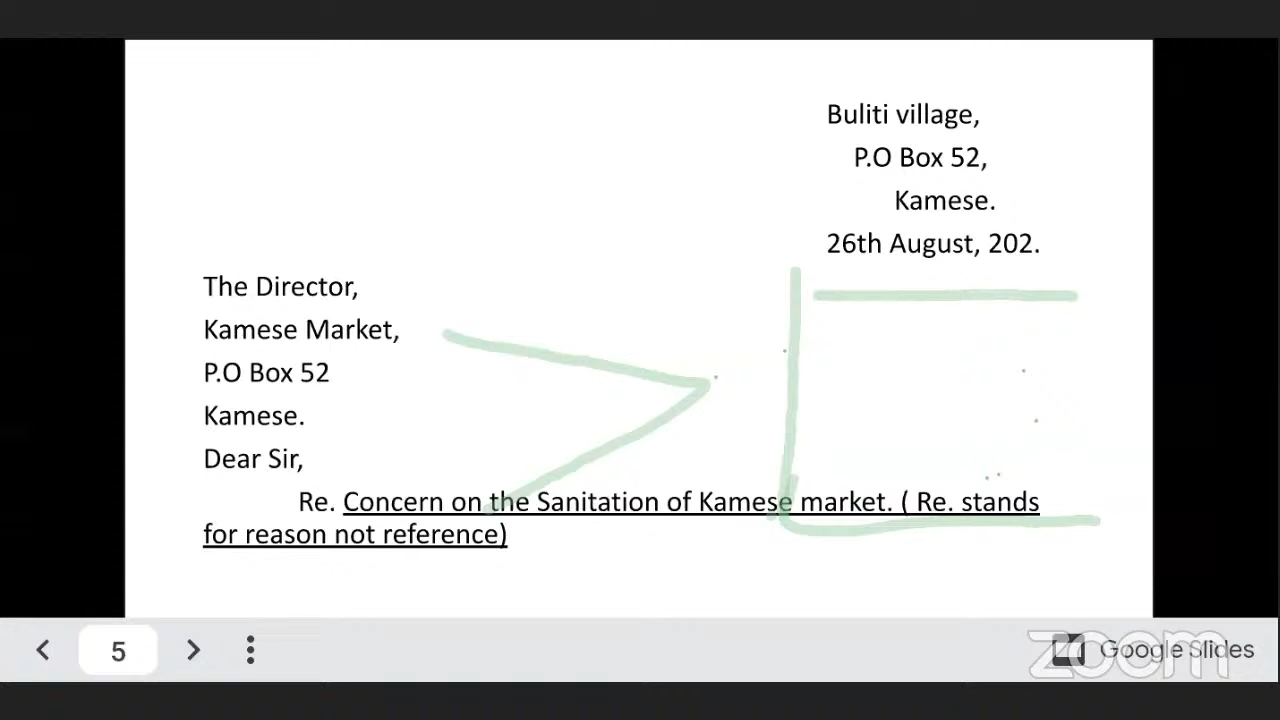 Buliti village,
P.O Box 52,
Kamese.
26th August, 202.
The Director,
Kamese Market,
P.O Box 52
Kamese.
Dear Sir,
Re. Concern on the Sanitation of Kamese market. ( Re. stands
for reason not reference)
5
Google Slides
zoom